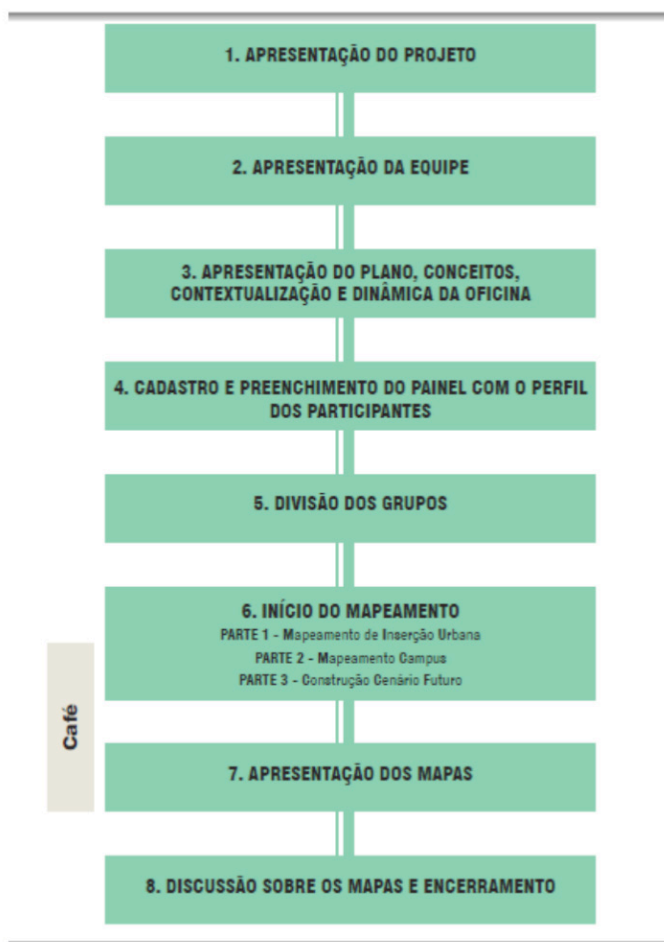 1. APRESENTAÇÃO DO PROJETO
2. APRESENTAÇÃO DA EQUIPE
3. APRESENTAÇÃO DO PLANO, CONCEITOS,
CONTEXTUALIZAÇÃO E DINÂMICA DA OFICINA
4. CADASTRO E PREENCHIMENTO DO PAINEL COM O PERFIL
DOS PARTICIPANTES
5. DIVISÃO DOS GRUPOS
6. INÍCIO DO MAPEAMENTO
PARTE 1 - Mapeamento de Inserção Urbana
PARTE 2 - Mapeamento Campus
PARTE 3 - Construção Cenário Futuro
Café
7. APRESENTAÇÃO DOS MAPAS
8. DISCUSSÃO SOBRE OS MAPAS E ENCERRAMENTO